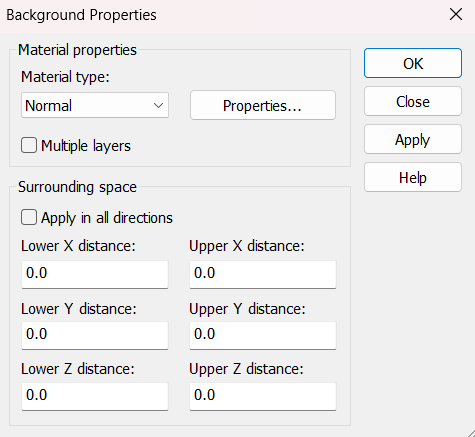 Background Properties
Material properties
Material type:
Normal
Properties...
Multiple layers
OK
Close
Apply
Help
Surrounding space
Apply in all directions
Lower X distance: Upper X distance:
0.0 0.0
Lower Y distance: Upper Y distance:
0.0 0.0
Lower Z distance: Upper Z distance:
0.0 0.0